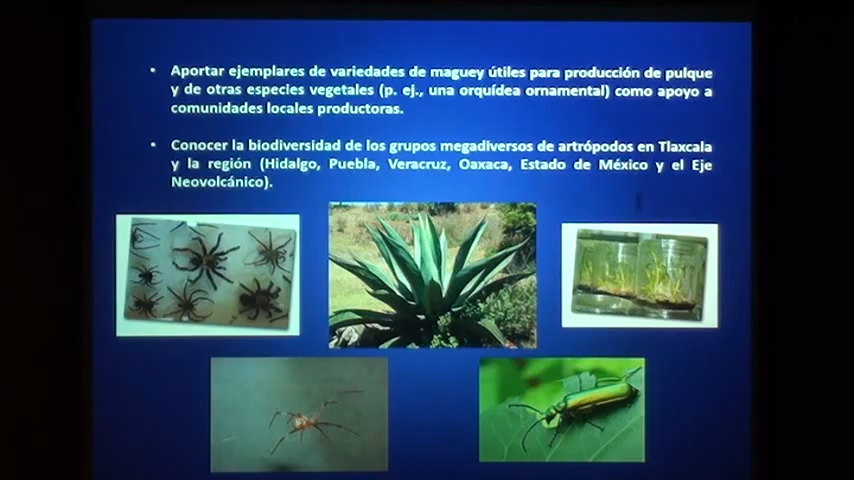 • Aportar ejemplares de variedades de maguey útiles para producción de pulque
y de otras especies vegetales (p. ej., una orquídea ornamental) como apoyo a
comunidades locales productoras.
• Conocer la biodiversidad de los grupos megadiversos de artrópodos en Tlaxcala
y la región (Hidalgo, Puebla, Veracruz, Oaxaca, Estado de México y el Eje
Neovolcánico).